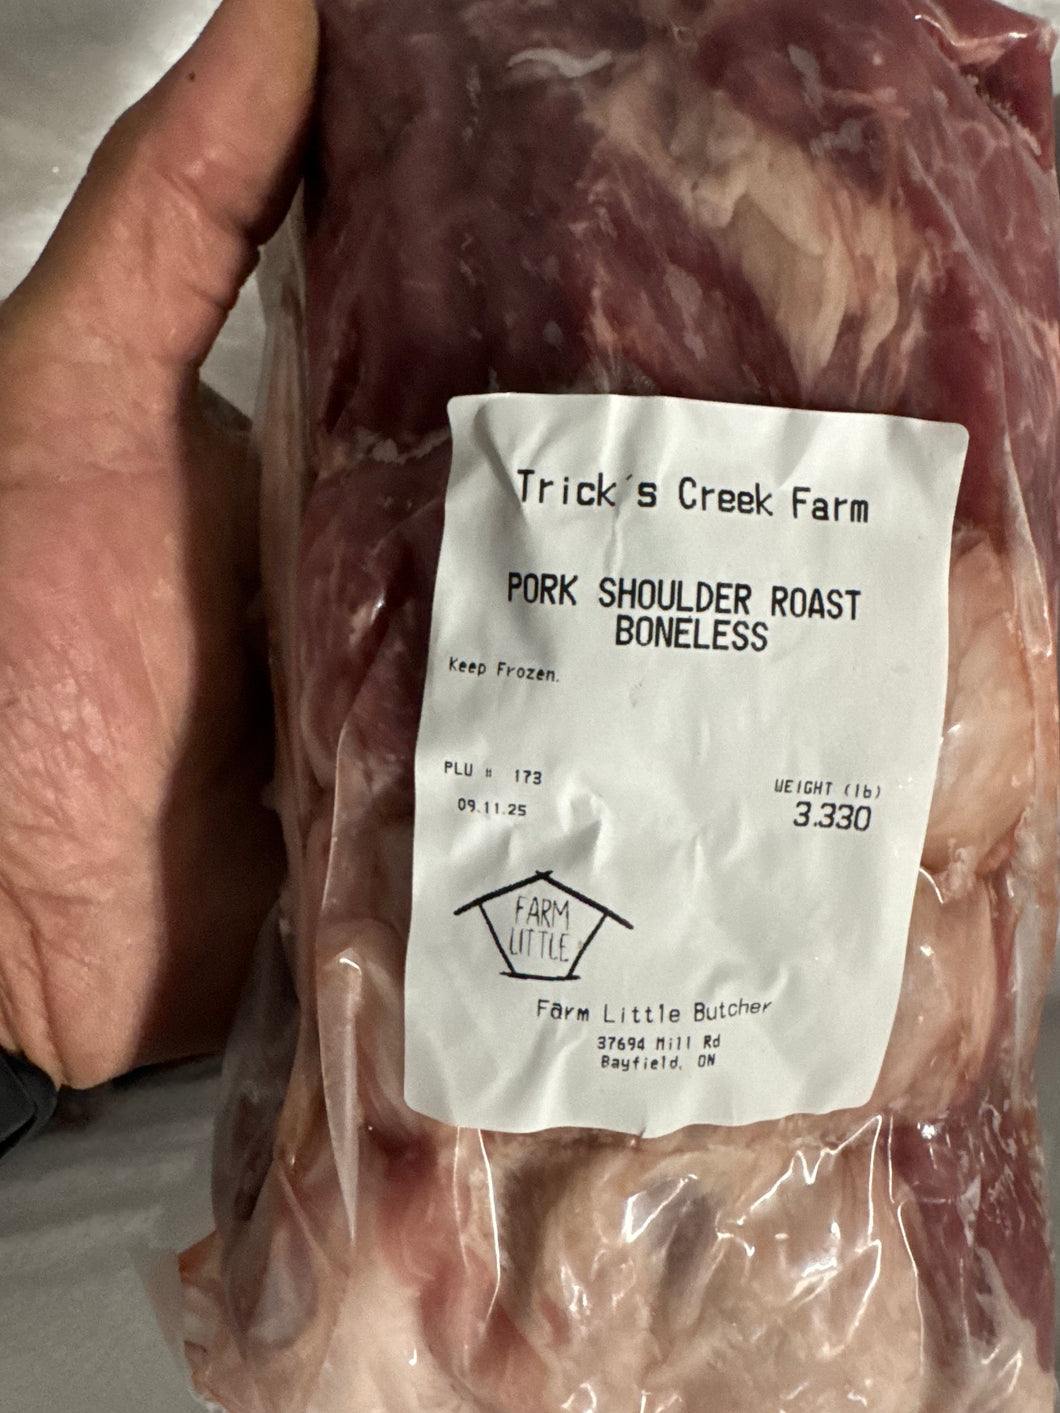 Trick's Creek Farm
PORK SHOULDER ROAST
BONELESS
Keep Frozen.
PLU # 173
WEIGHT (lb)
09.11.25
3.330
FARM
LITTLE
Farm Little Butcher
37694 Mill Rd
Bayfield, ON